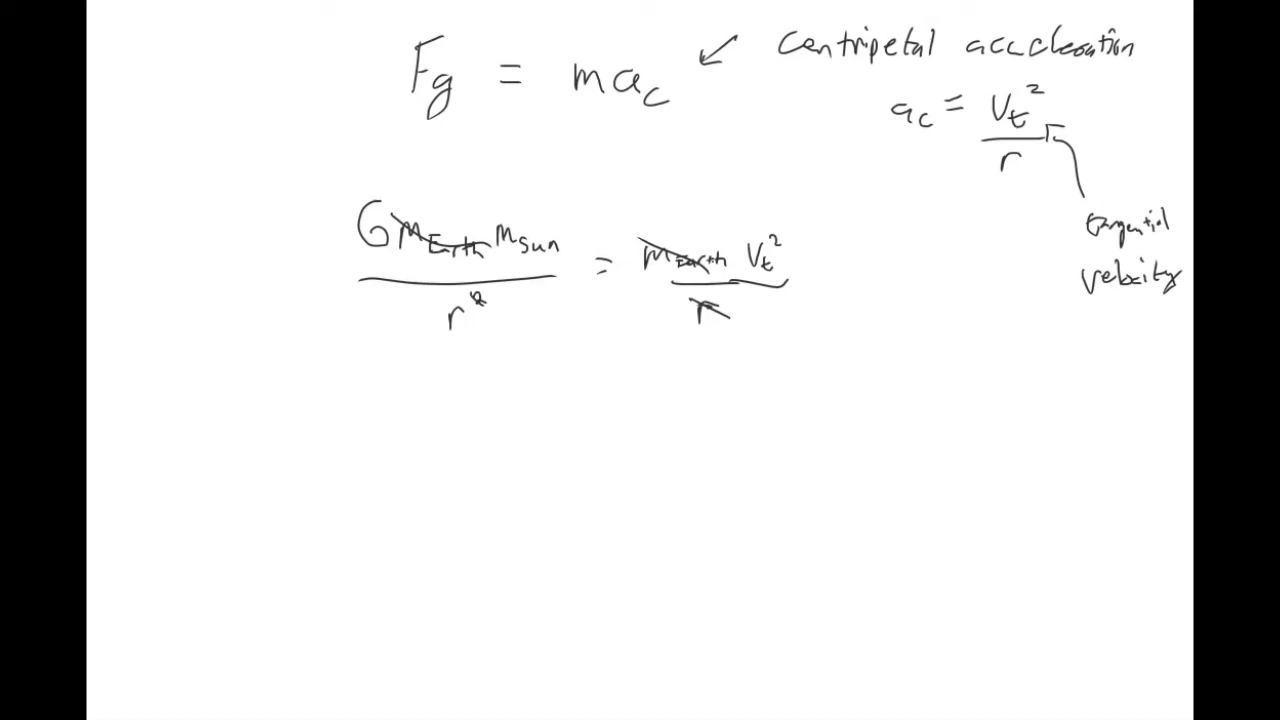 Fg = mac ↙ centripetal acceleration
ac = Vt² / r
tangential
velocity
G mEarth mSun / r² = mEarth Vt² / r